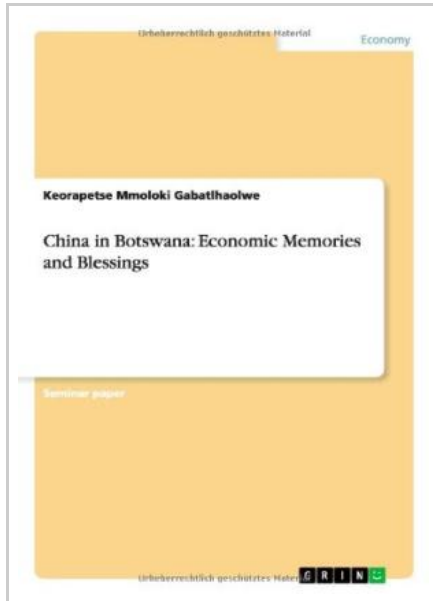 Urheberrechtlich geschütztes Material
Economy
Keorapetse Mmoloki Gabatlhaolwe
China in Botswana: Economic Memories
and Blessings
Seminar paper
Urheberrechtlich geschütztes Mater
GRIN